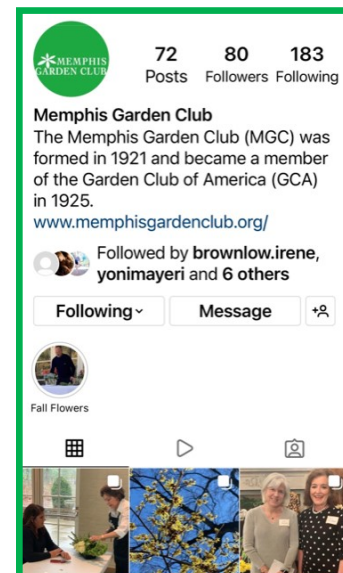 MEMPHIS
GARDEN CLUB
72 80 183
Posts Followers Following
Memphis Garden Club
The Memphis Garden Club (MGC) was
formed in 1921 and became a member
of the Garden Club of America (GCA)
in 1925.
www.memphisgardenclub.org/
Followed by brownlow.irene,
yonimayeri and 6 others
Following Message
Fall Flowers